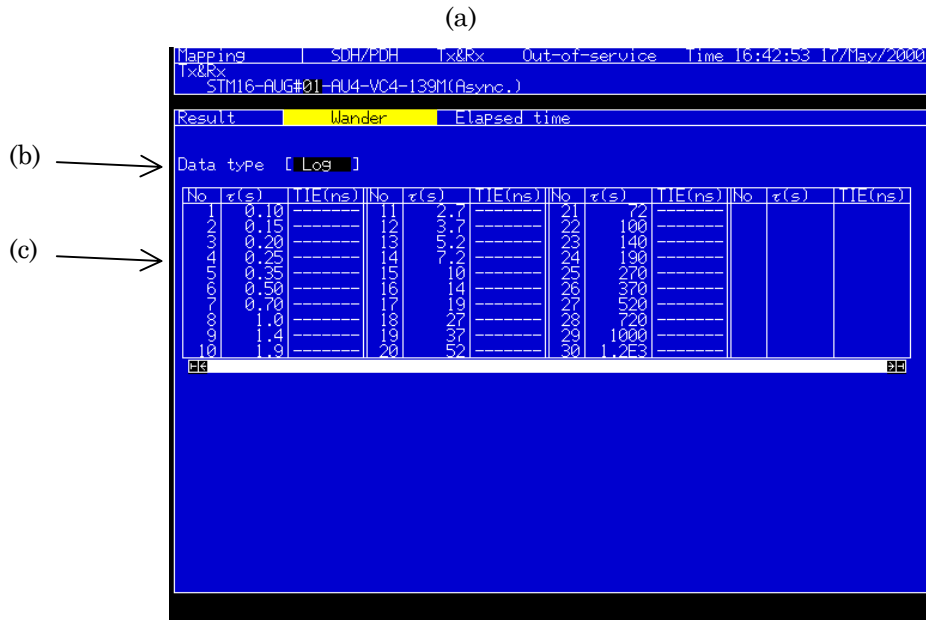 (a)
Mapping | SDH/PDH Tx&Rx Out-of-service Time 16:42:53 17/May/2000
Tx&Rx
STM16-AUG#01-AU4-VC4-139M(Async.)
Result Wander Elapsed time
(b)
Data type [ Log ]
No τ(s) TIE(ns) No τ(s) TIE(ns) No τ(s) TIE(ns) No τ(s) TIE(ns)
1 0.10 ------- 11 2.7 ------- 21 72 -------
2 0.15 ------- 12 3.7 ------- 22 100 -------
3 0.20 ------- 13 5.2 ------- 23 140 -------
(c)
4 0.25 ------- 14 7.2 ------- 24 190 -------
5 0.35 ------- 15 10 ------- 25 270 -------
6 0.50 ------- 16 14 ------- 26 370 -------
7 0.70 ------- 17 19 ------- 27 520 -------
8 1.0 ------- 18 27 ------- 28 720 -------
9 1.4 ------- 19 37 ------- 29 1000 -------
10 1.9 ------- 20 52 ------- 30 1.2E3 -------